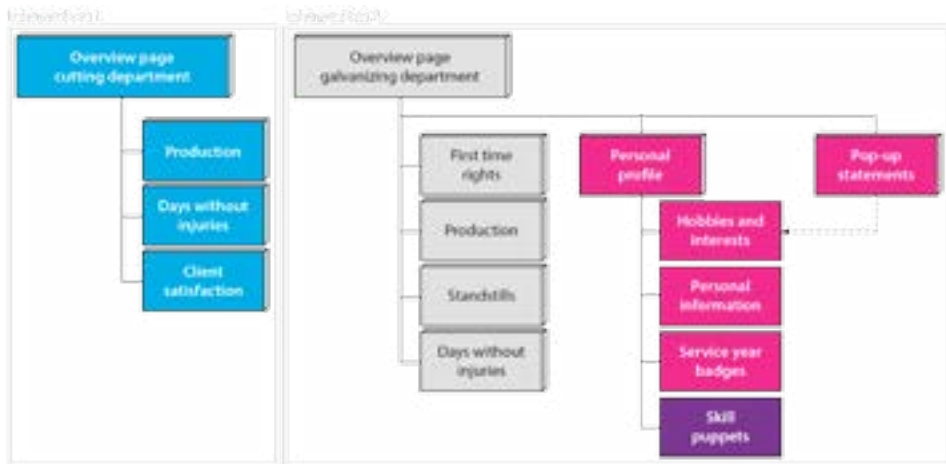 Overview page
cutting department
Production
Days without
injuries
Client
satisfaction
Overview page
galvanizing department
First time
rights
Production
Standstills
Days without
injuries
Personal
profile
Hobbies and
interests
Personal
information
Service year
badges
Skill
puppets
Pop-up
statements